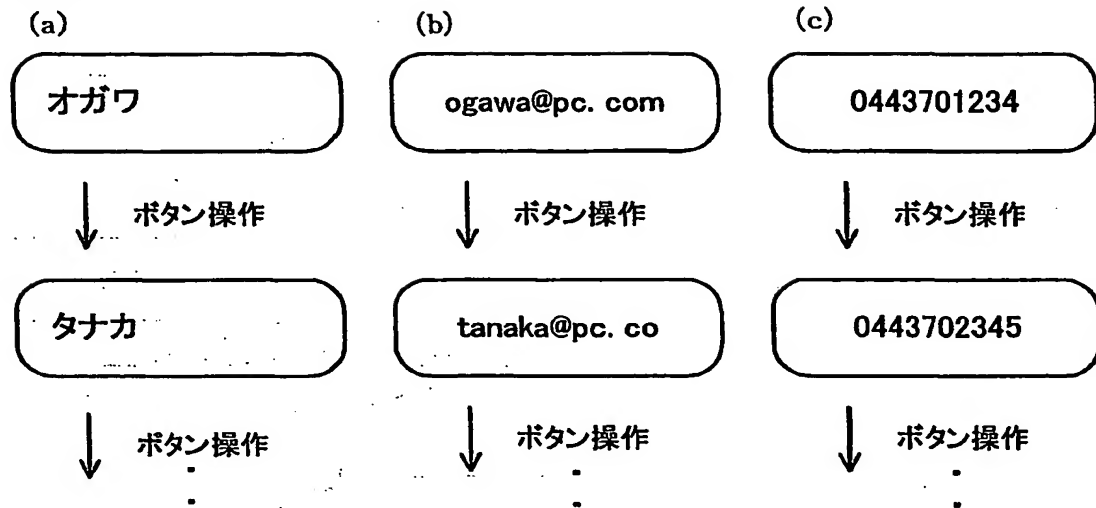 (a)
オガワ
ボタン操作
タナカ
ボタン操作
(b)
ogawa@pc. com
ボタン操作
tanaka@pc. co
ボタン操作
(c)
0443701234
ボタン操作
0443702345
ボタン操作